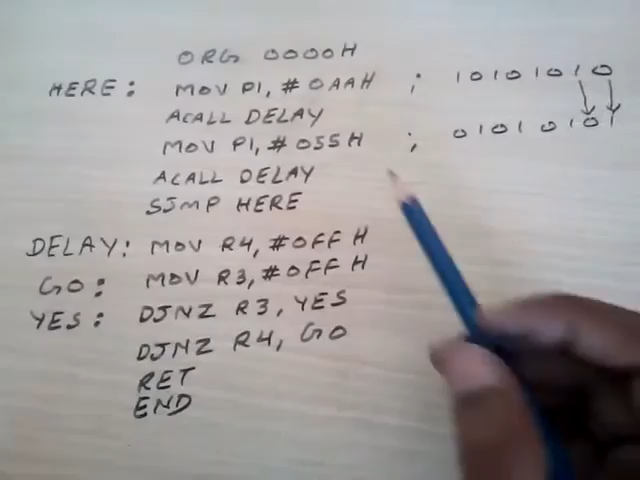 ORG 0000H
HERE: MOV P1, #0AAH ; 10101010
ACALL DELAY
MOV P1, #055H ; 01010101
ACALL DELAY
SJMP HERE
DELAY: MOV R4, #0FFH
GO: MOV R3, #0FFH
YES: DJNZ R3, YES
DJNZ R4, GO
RET
END